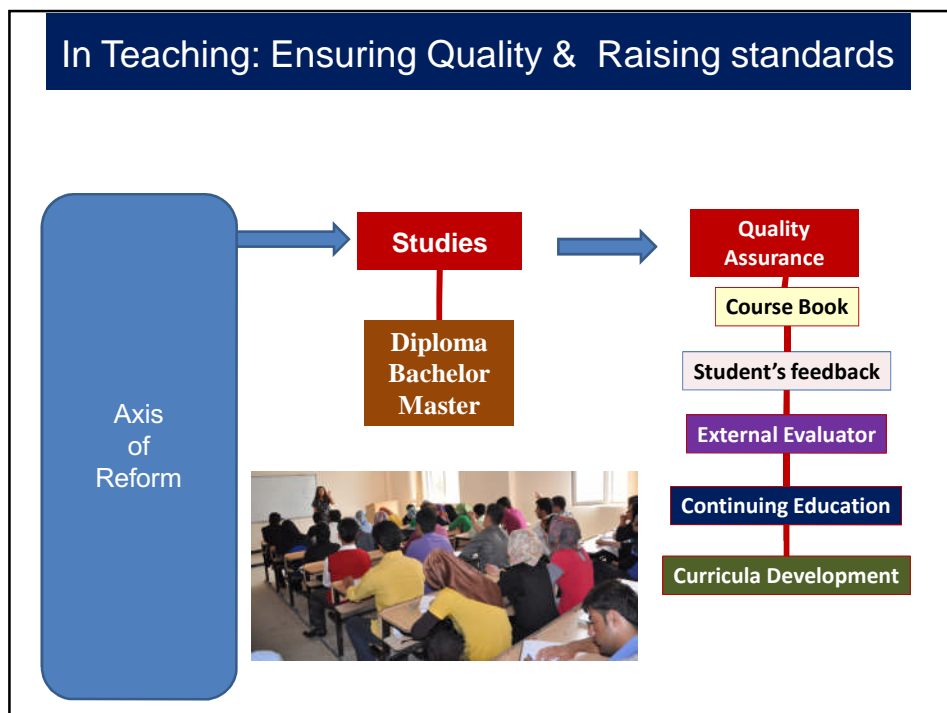 In Teaching: Ensuring Quality & Raising standards
Axis
of
Reform
Studies
Diploma
Bachelor
Master
Quality
Assurance
Course Book
Student’s feedback
External Evaluator
Continuing Education
Curricula Development